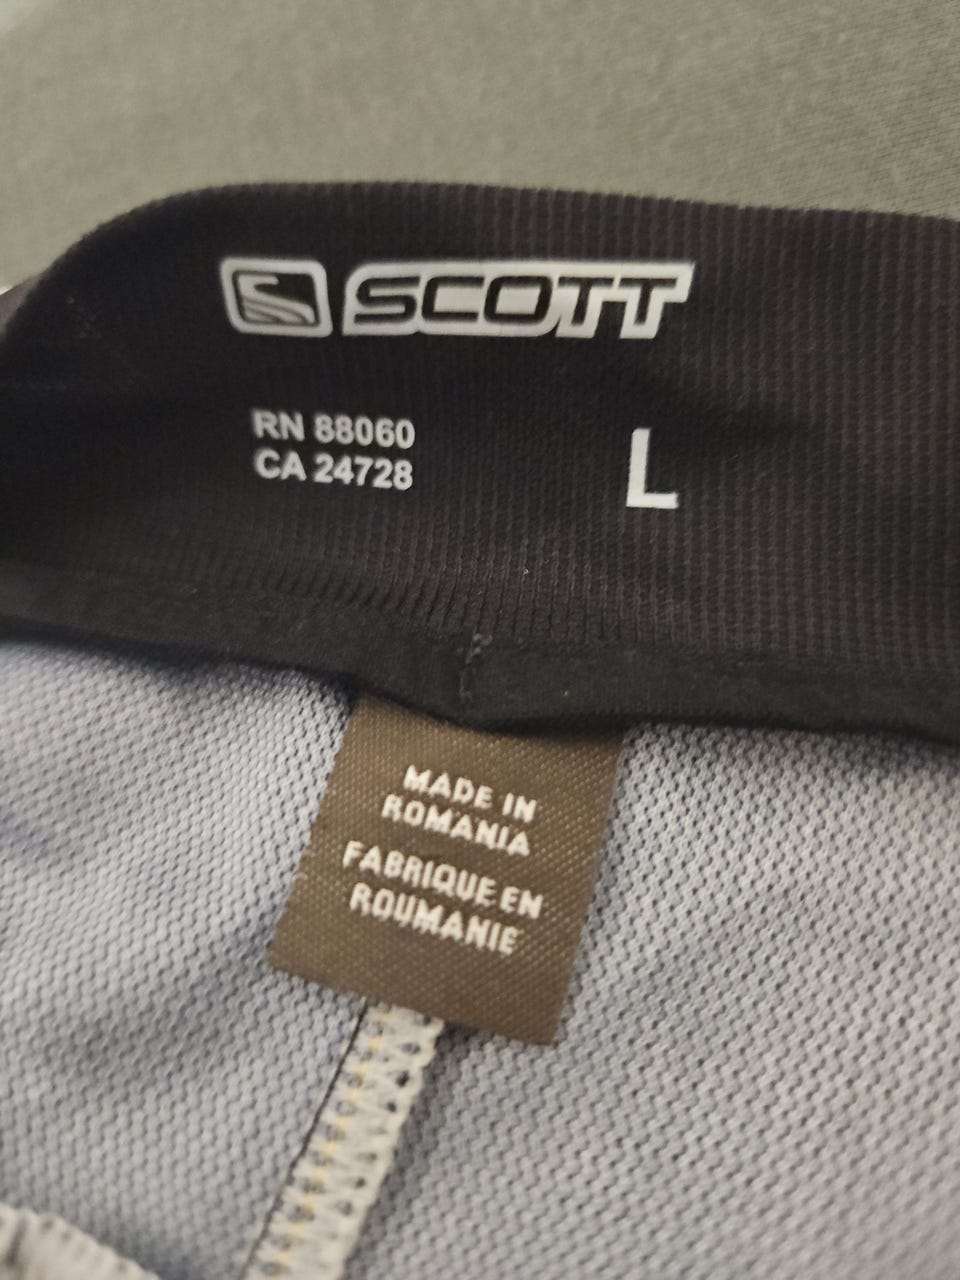 SCOTT
RN 88060
CA 24728
L
MADE IN
ROMANIA
FABRIQUE EN
ROUMANIE